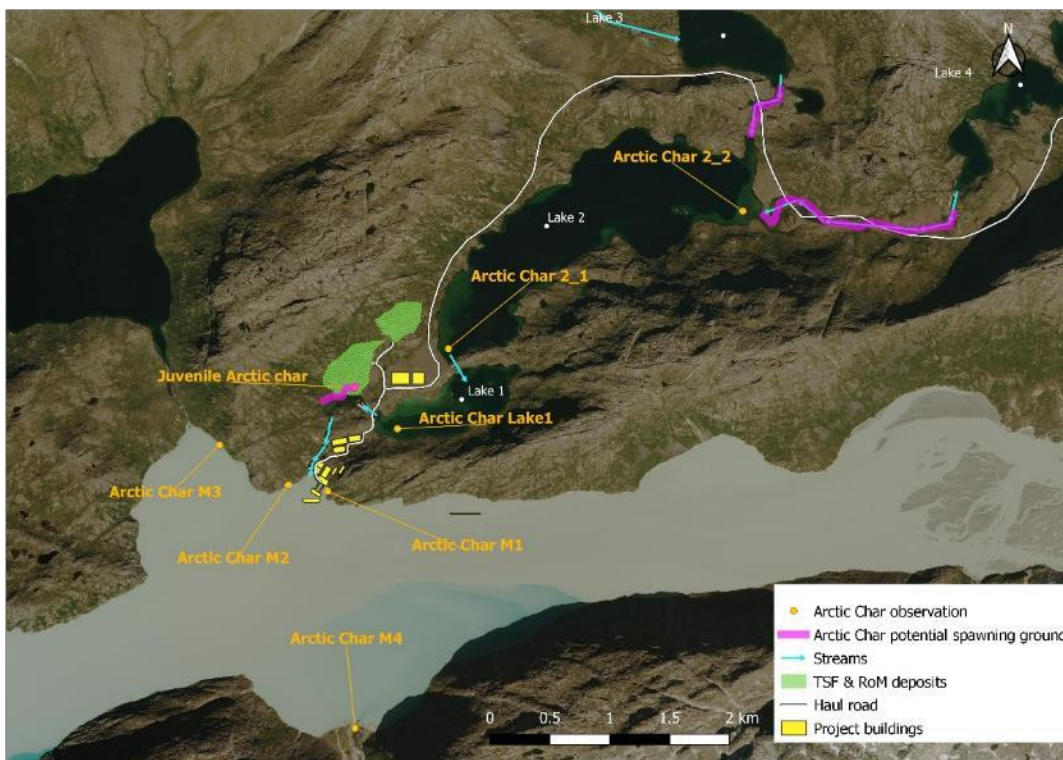 Lake 3
N
Lake 4
Arctic Char 2_2
Lake 2
Arctic Char 2_1
Juvenile Arctic char
Lake 1
Arctic Char Lake1
Arctic Char M3
Arctic Char M2
Arctic Char M1
Arctic Char M4
Arctic Char observation
Arctic Char potential spawning ground
Streams
TSF & RoM deposits
Haul road
Project buildings
0 0.5 1 1.5 2 km